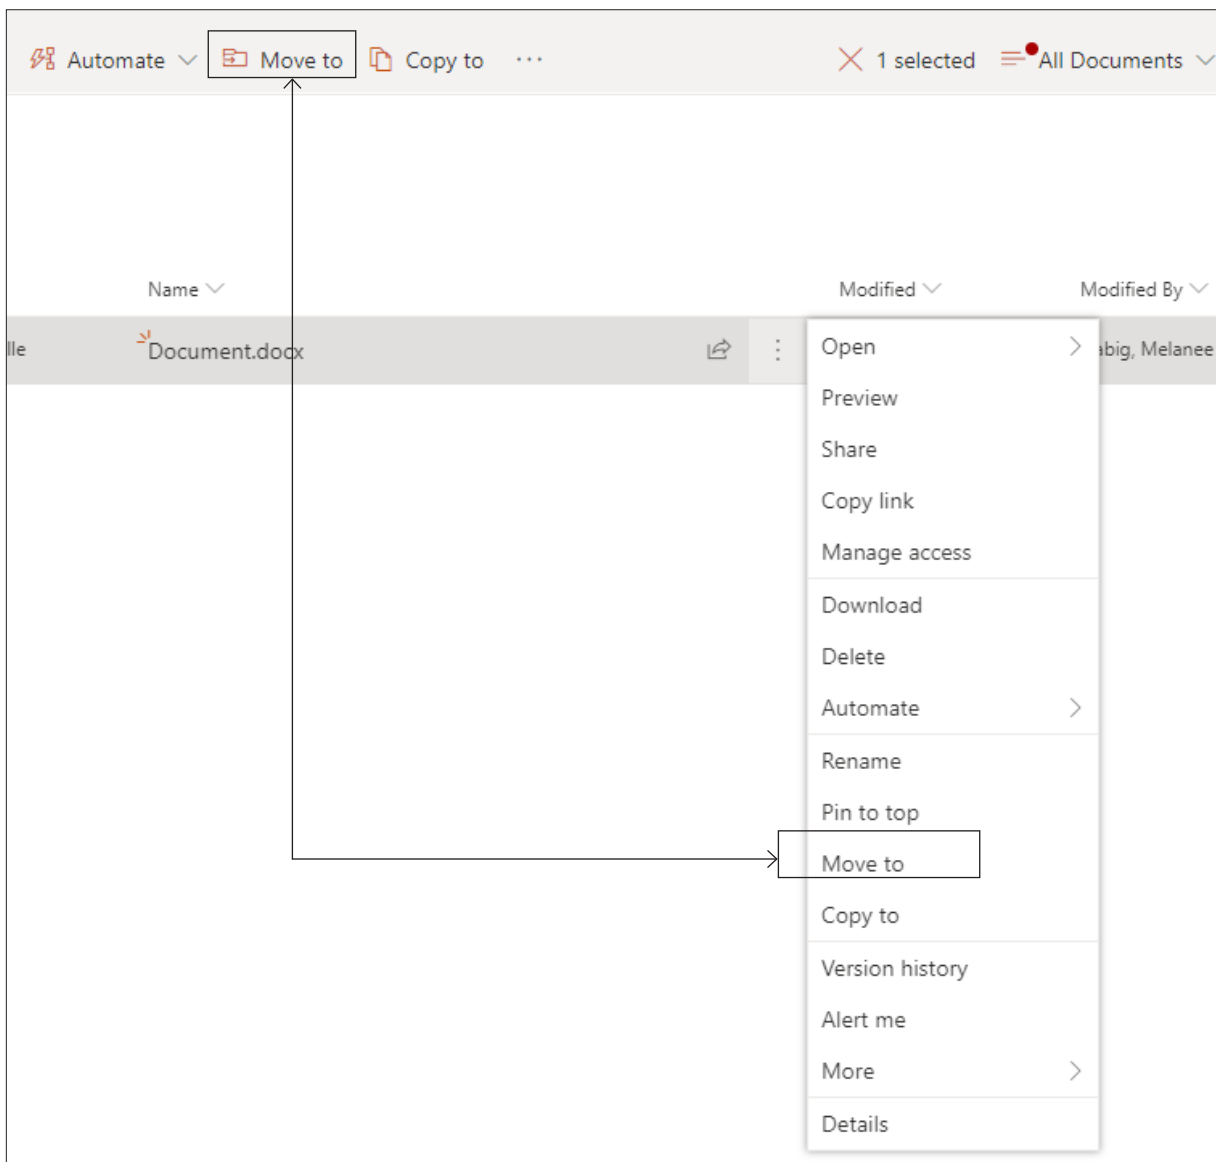 Automate Move to Copy to ··· 1 selected All Documents
Name Modified Modified By
lle Document.docx abig, Melanee
Open
Preview
Share
Copy link
Manage access
Download
Delete
Automate
Rename
Pin to top
Move to
Copy to
Version history
Alert me
More
Details